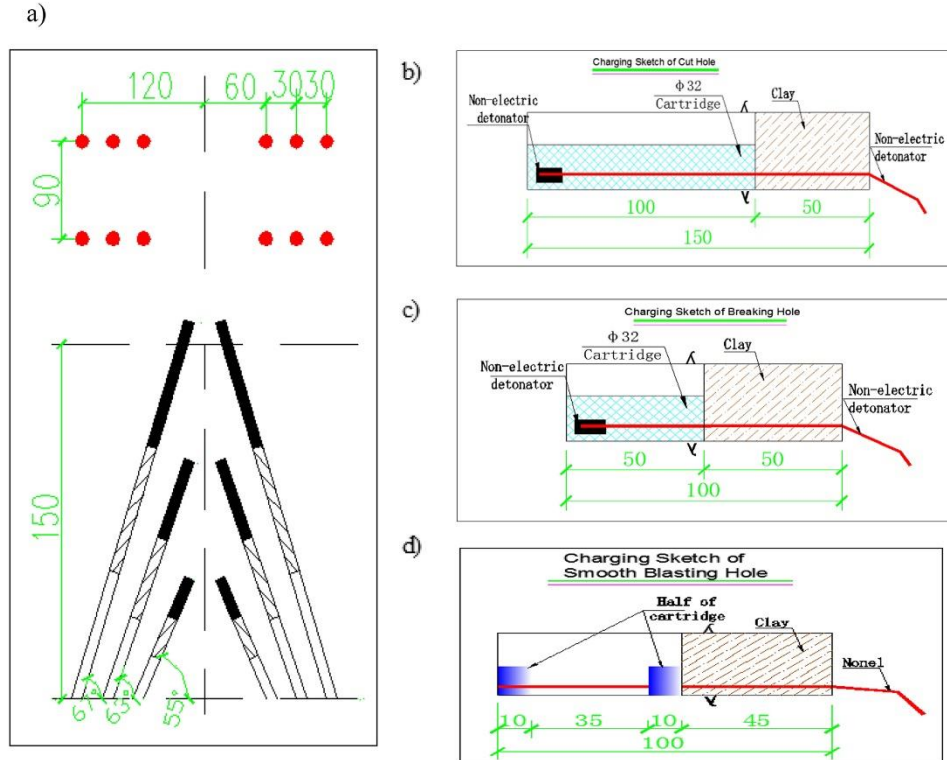 a)
120
60
30
30
90
150
67°
63°
55°
b)
Charging Sketch of Cut Hole
Φ32
Cartridge
Clay
Non-electric
detonator
Non-electric
detonator
100
50
150
c)
Charging Sketch of Breaking Hole
Φ32
Cartridge
Clay
Non-electric
detonator
Non-electric
detonator
50
50
100
d)
Charging Sketch of
Smooth Blasting Hole
Half of
cartridge
Clay
Nonel
10
35
10
45
100